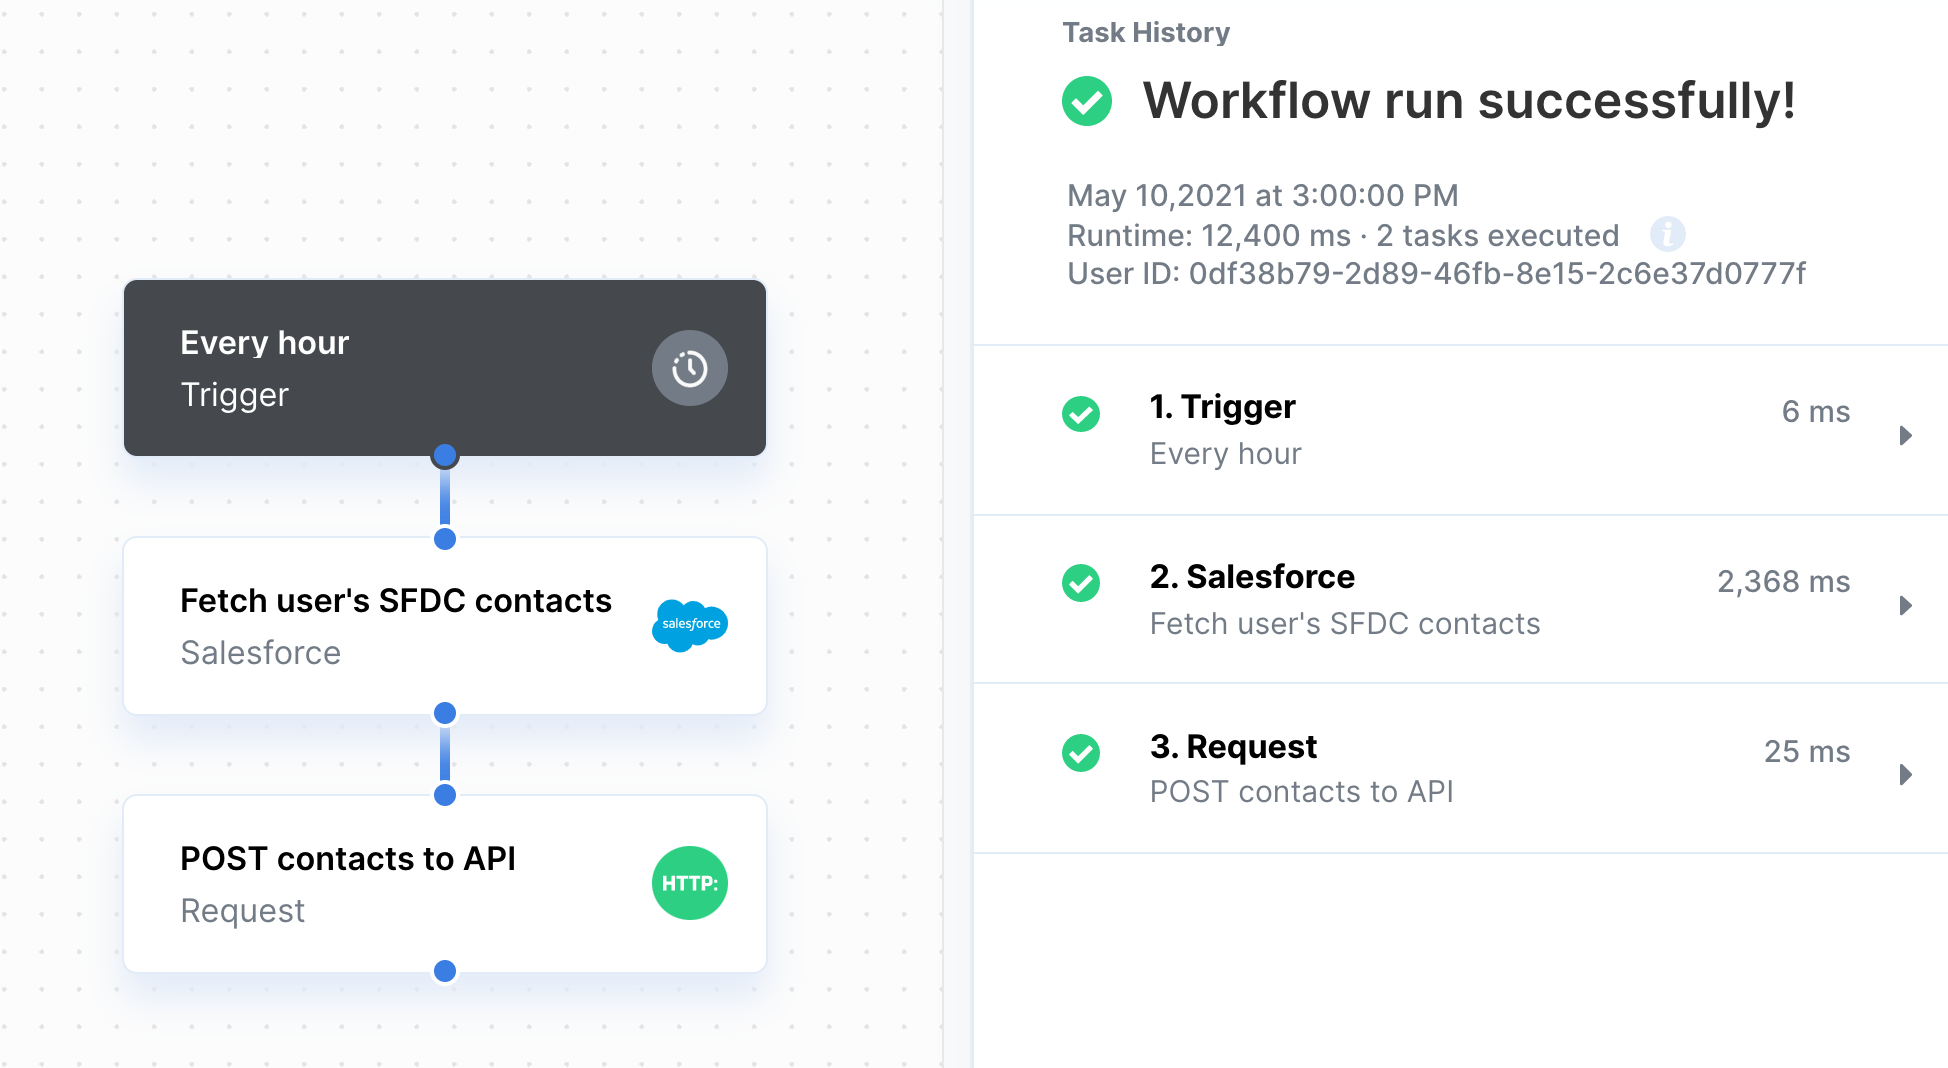 Every hour
Trigger
Fetch user's SFDC contacts
Salesforce
salesforce
POST contacts to API
Request
HTTP:
Task History
Workflow run successfully!
May 10,2021 at 3:00:00 PM
Runtime: 12,400 ms · 2 tasks executed i
User ID: 0df38b79-2d89-46fb-8e15-2c6e37d0777f
1. Trigger 6 ms
Every hour
2. Salesforce 2,368 ms
Fetch user's SFDC contacts
3. Request 25 ms
POST contacts to API